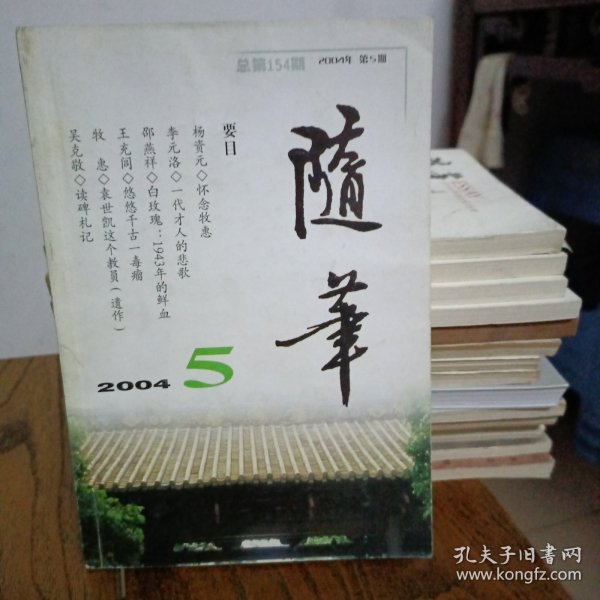 总第154期
2004年 第5期
隨筆
要目
杨资元◇怀念牧惠
李元洛◇一代才人的悲歌
邵燕祥◇白玫瑰:1943年的鲜血
王充闾◇悠悠千古一毒瘤
牧惠◇袁世凯这个教员(遗作)
吴克敬◇读碑札记
2004 5
孔夫子旧书网
www.kongfz.com